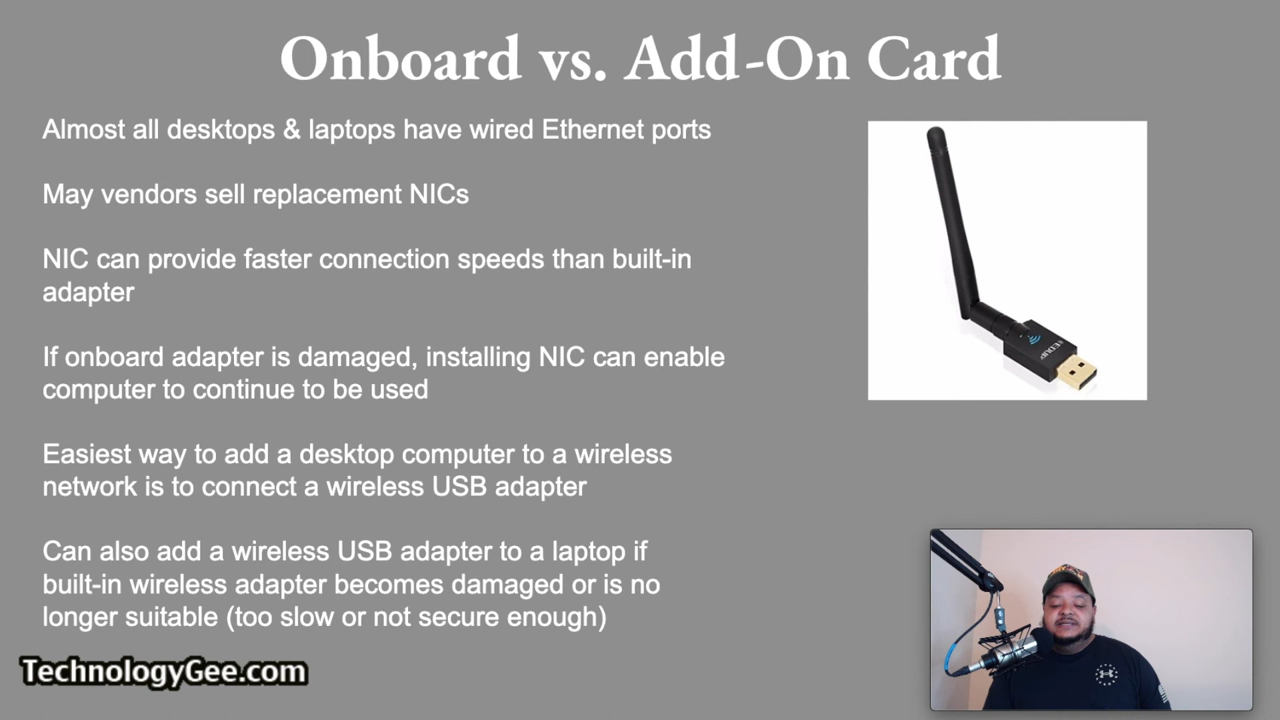 Onboard vs. Add-On Card
Almost all desktops & laptops have wired Ethernet ports
May vendors sell replacement NICs
NIC can provide faster connection speeds than built-in
adapter
If onboard adapter is damaged, installing NIC can enable
computer to continue to be used
Easiest way to add a desktop computer to a wireless
network is to connect a wireless USB adapter
Can also add a wireless USB adapter to a laptop if
built-in wireless adapter becomes damaged or is no
longer suitable (too slow or not secure enough)
TechnologyGee.com